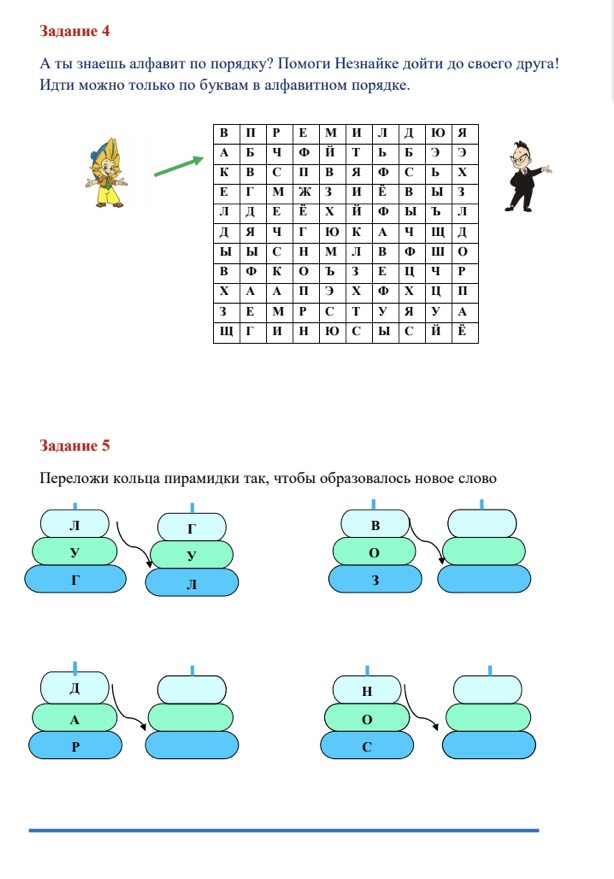 Задание 4
А ты знаешь алфавит по порядку? Помоги Незнайке дойти до своего друга!
Идти можно только по буквам в алфавитном порядке.
В П Р Е М И Л Д Ю Я
А Б Ч Ф Й Т Ь Б Э Э
К В С П В Я Ф С Ь Х
Е Г М Ж З И Ё В Ы З
Л Д Е Ё Х Й Ф Ы Ъ Л
Д Я Ч Г Ю К А Ч Щ Д
Ы Ы С Н М Л В Ф Ш О
В Ф К О Ъ З Е Ц Ч Р
Х А А П Э Х Ф Х Ц П
З Е М Р С Т У Я У А
Щ Г И Н Ю С Ы С Й Ё
Задание 5
Переложи кольца пирамидки так, чтобы образовалось новое слово
Л Г В
У У О
Г Л З
Д Н
А О
Р С